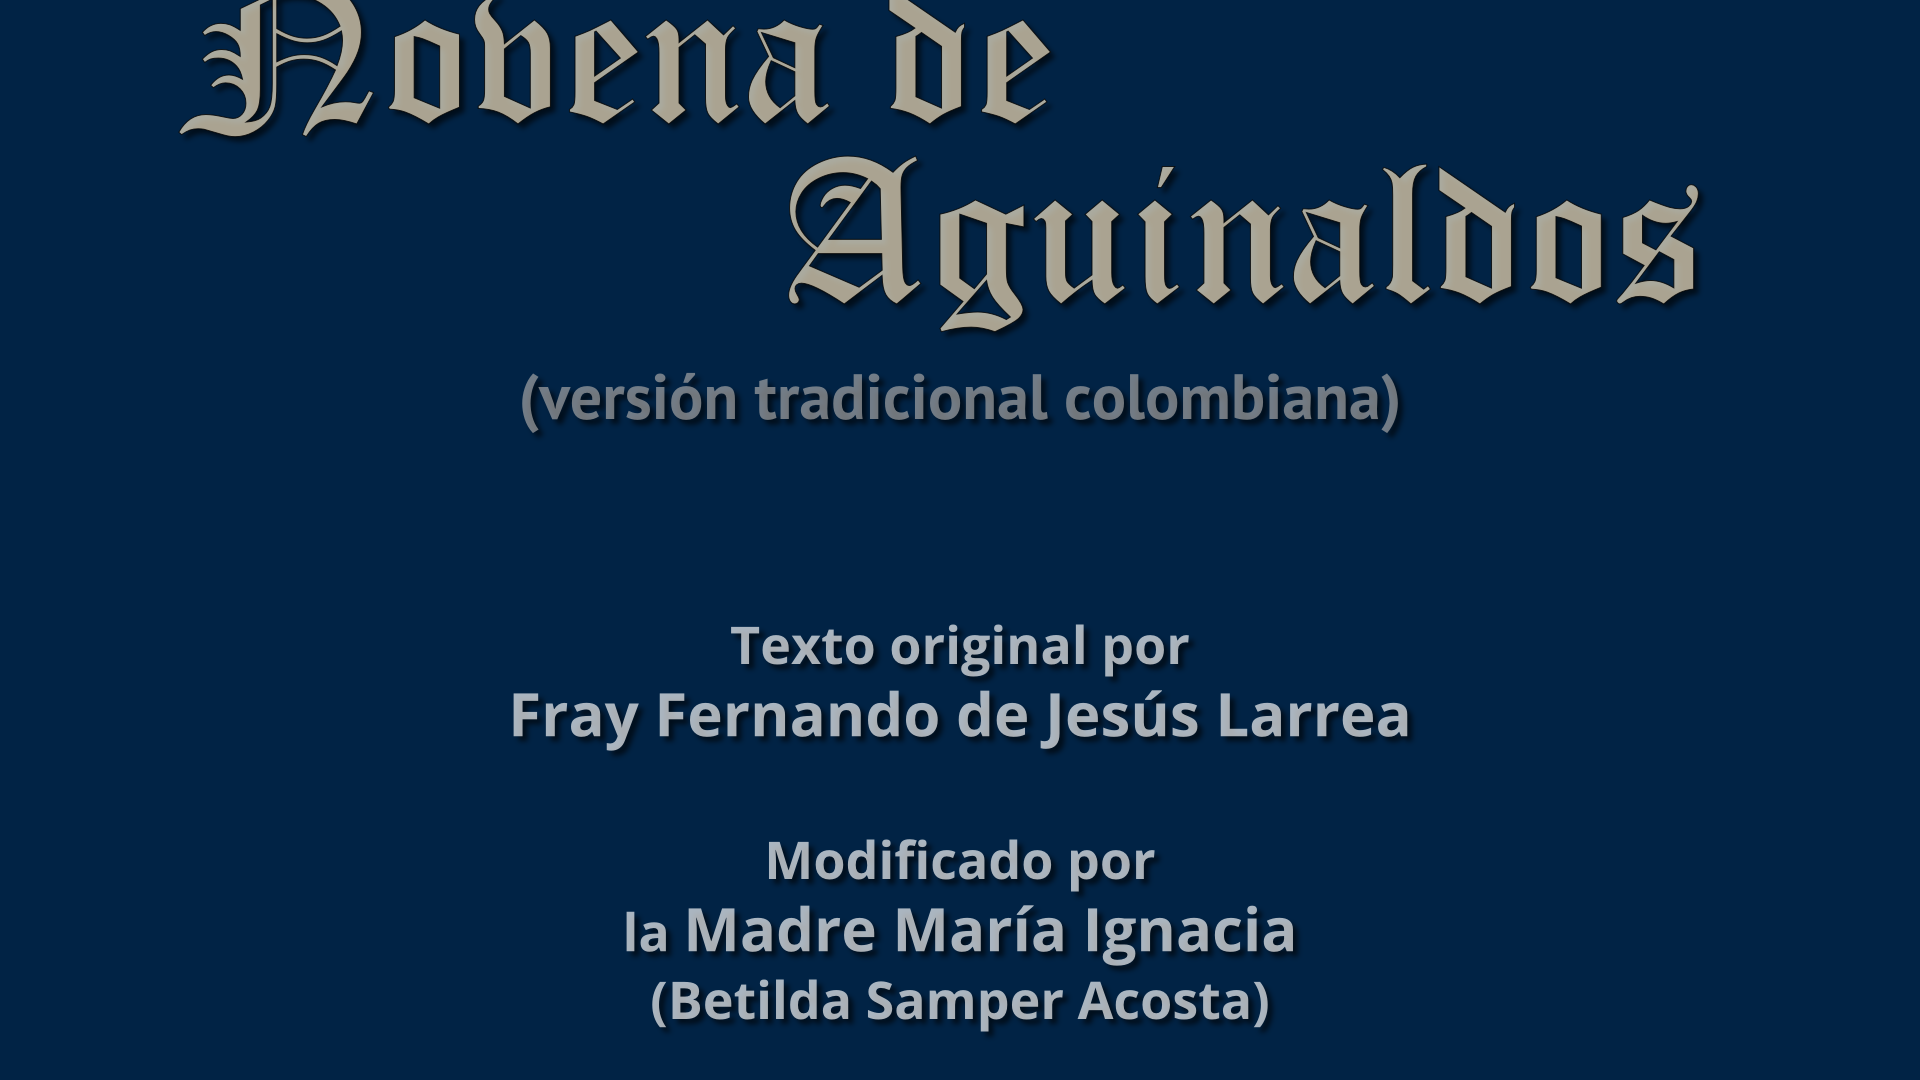 Novena de
Aguinaldos
(versión tradicional colombiana)
Texto original por
Fray Fernando de Jesús Larrea
Modificado por
la Madre María Ignacia
(Betilda Samper Acosta)